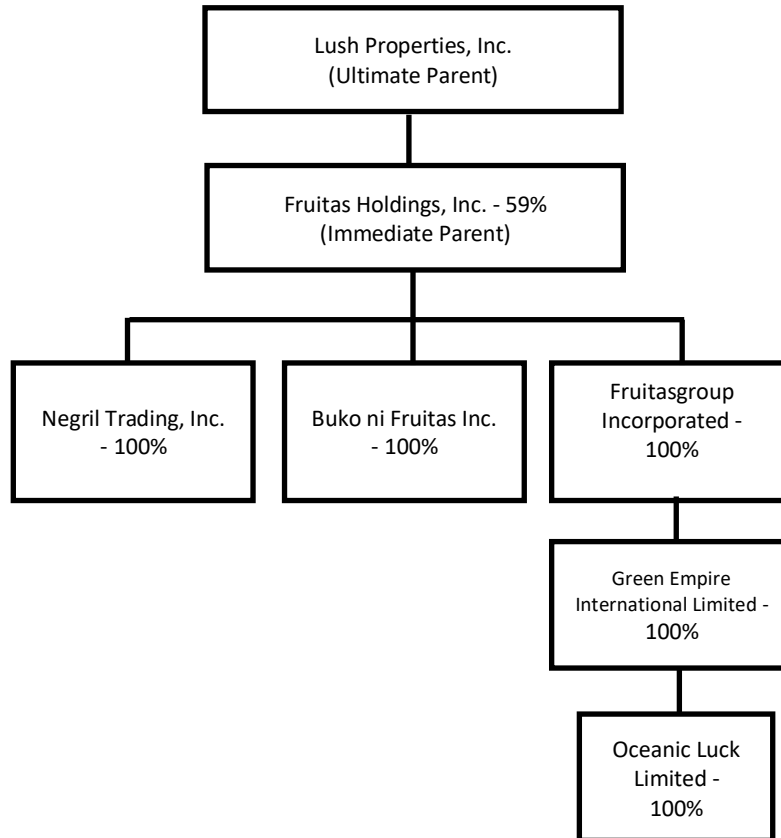 Lush Properties, Inc.
(Ultimate Parent)
Fruitas Holdings, Inc. - 59%
(Immediate Parent)
Negril Trading, Inc.
- 100%
Buko ni Fruitas Inc.
- 100%
Fruitasgroup
Incorporated -
100%
Green Empire
International Limited -
100%
Oceanic Luck
Limited -
100%